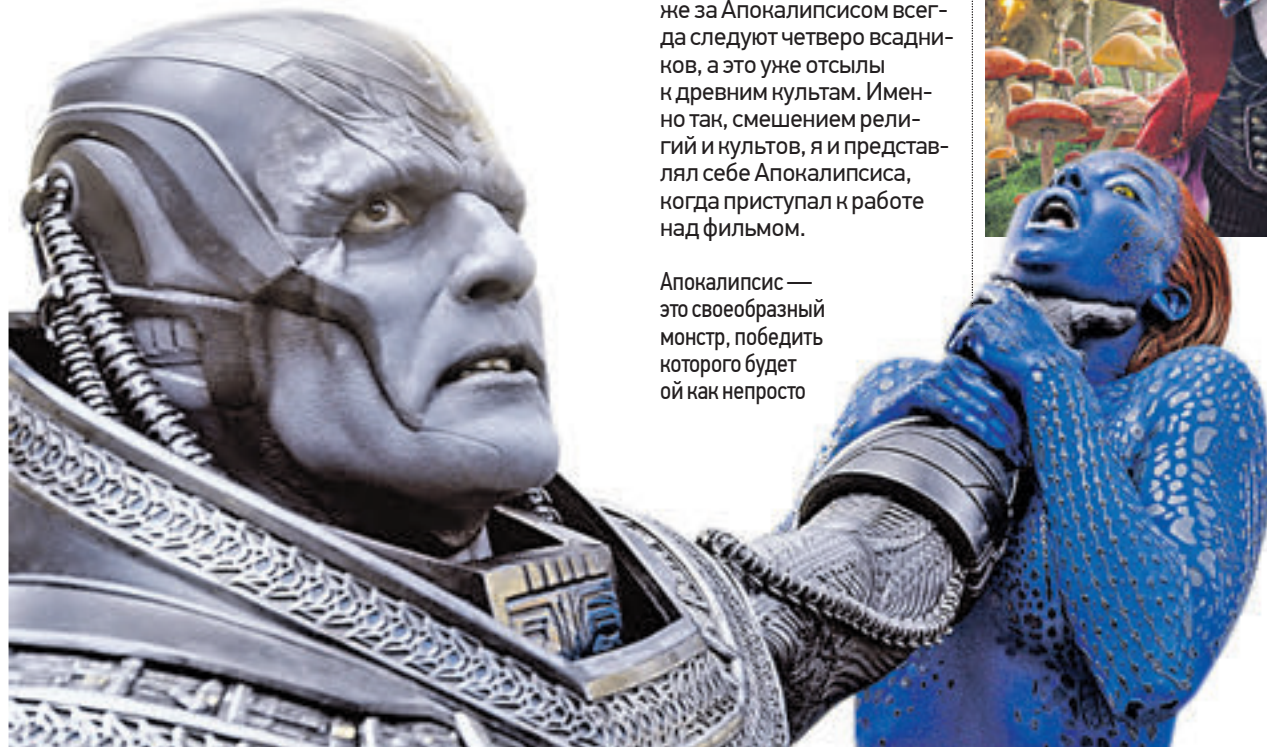 же за Апокалипсисом всег-
да следуют четверо всадни-
ков, а это уже отсылы
к древним культам. Имен-
но так, смешением рели-
гий и культов, я и представ-
лял себе Апокалипсиса,
когда приступал к работе
над фильмом.
Апокалипсис —
это своеобразный
монстр, победить
которого будет
ой как непросто